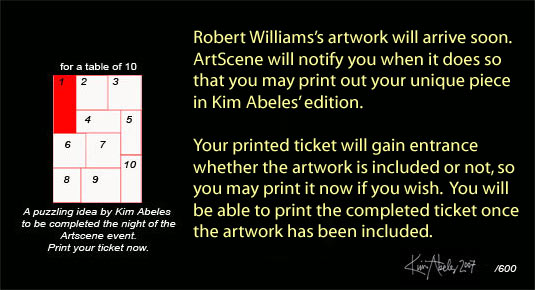 for a table of 10
1 2 3
4 5
6 7
10
8 9
A puzzling idea by Kim Abeles
to be completed the night of the
Artscene event.
Print your ticket now.
Robert Williams's artwork will arrive soon.
ArtScene will notify you when it does so
that you may print out your unique piece
in Kim Abeles' edition.
Your printed ticket will gain entrance
whether the artwork is included or not, so
you may print it now if you wish. You will
be able to print the completed ticket once
the artwork has been included.
Kim Abeles 2007
/600